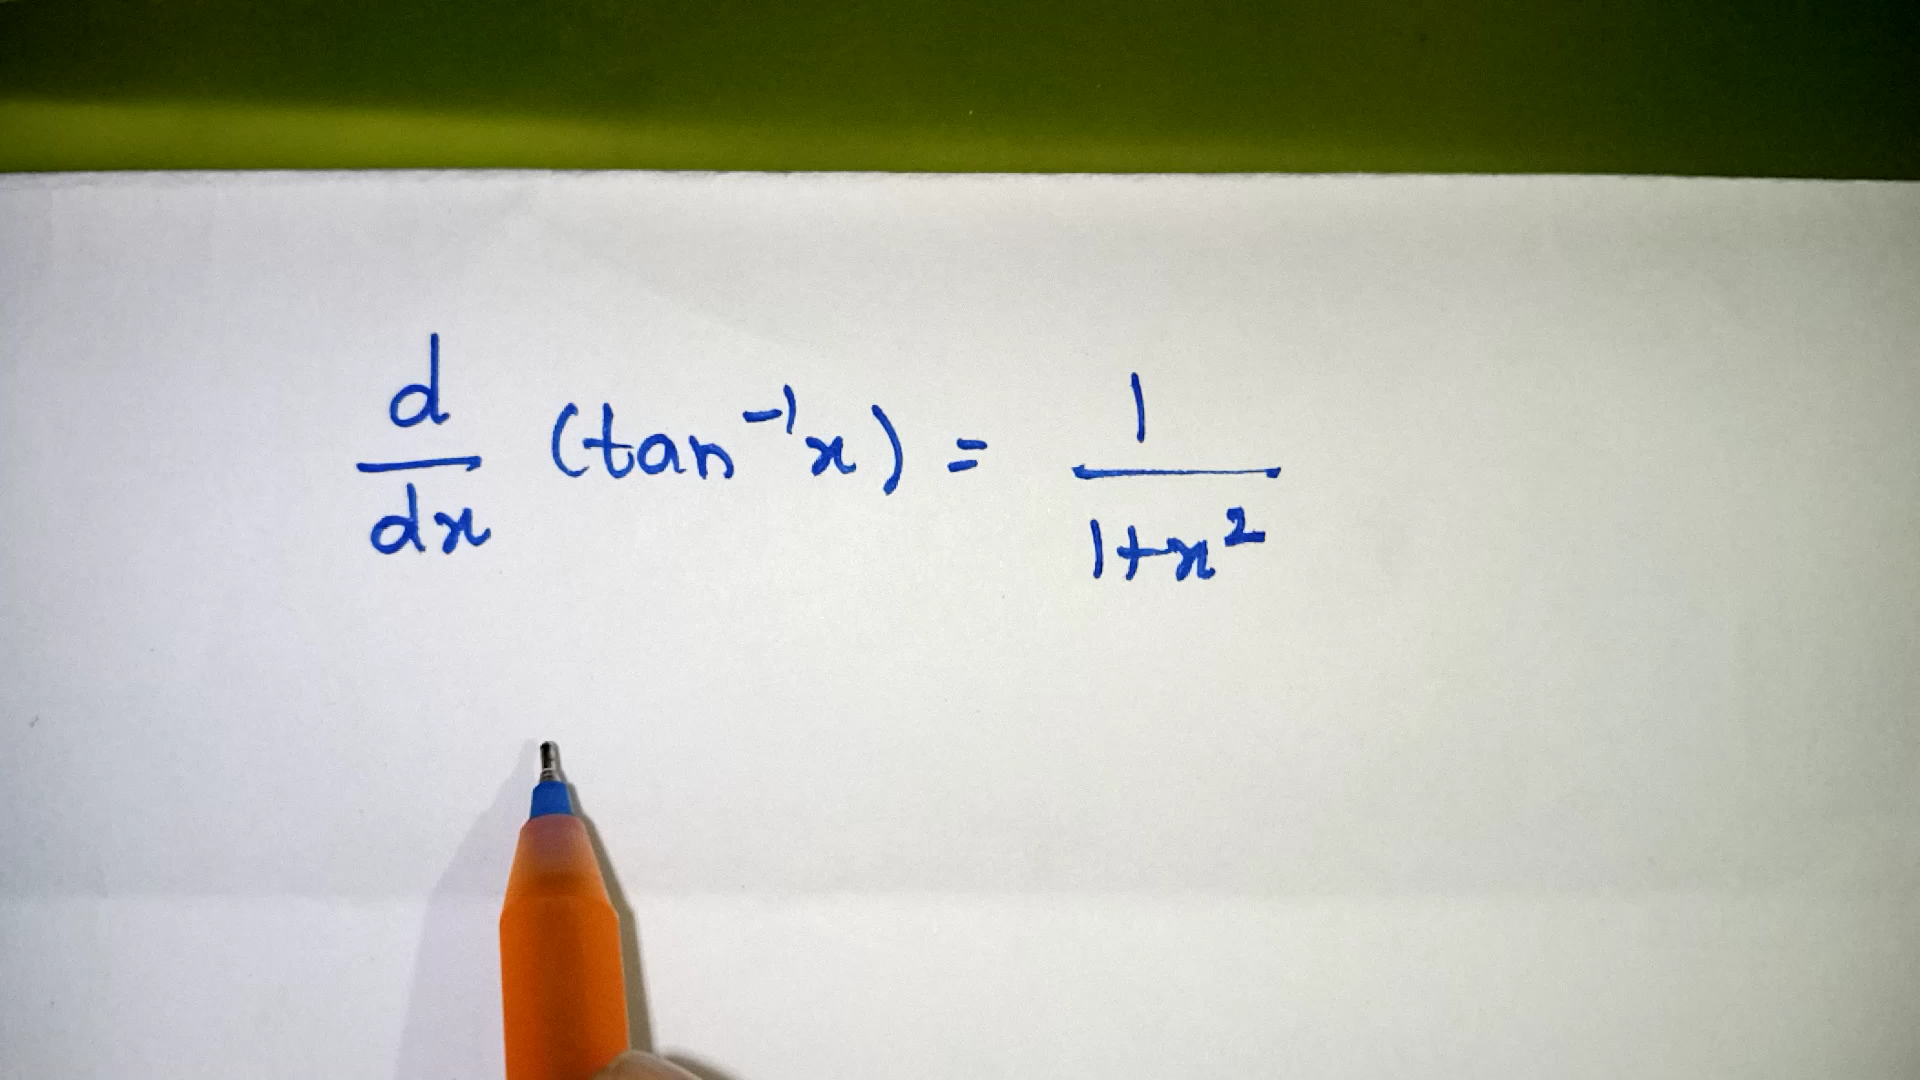 d/dx (tan⁻¹x) = 1/(1+x²)